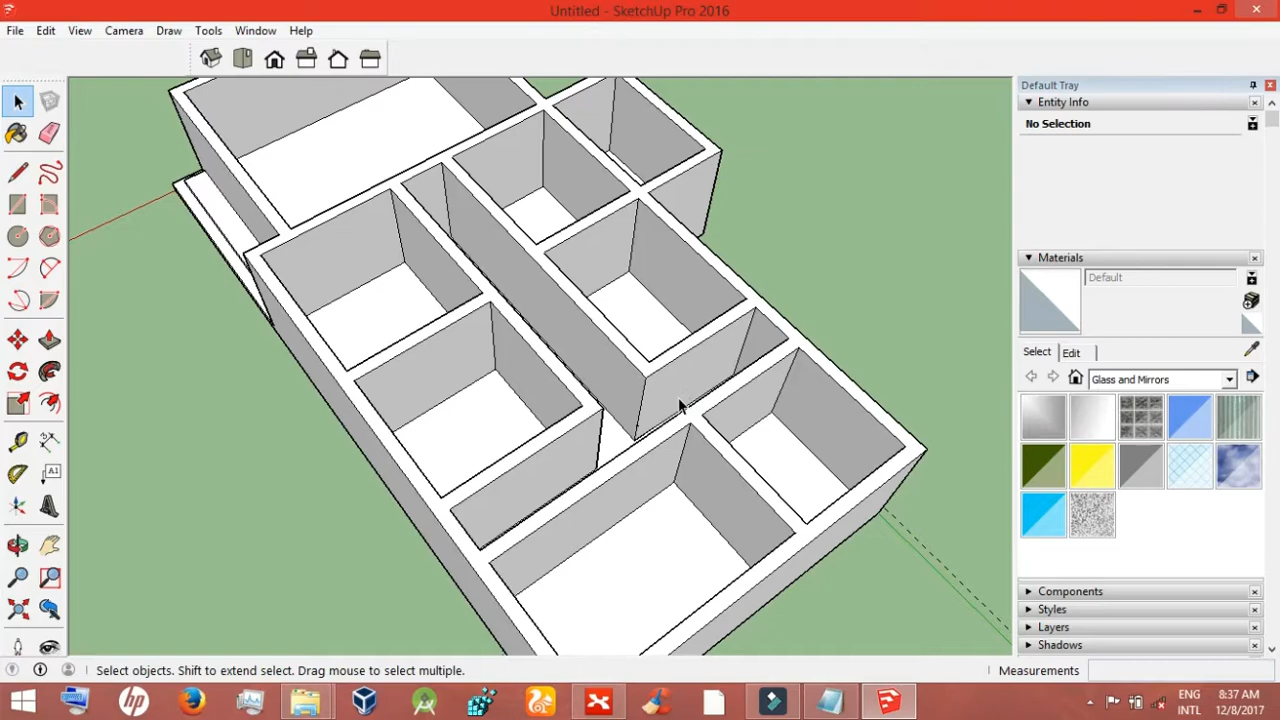 Untitled - SketchUp Pro 2016
File Edit View Camera Draw Tools Window Help
Default Tray
Entity Info
No Selection
Materials
Default
Select Edit
Glass and Mirrors
Components
Styles
Layers
Shadows
A1
Select objects. Shift to extend select. Drag mouse to select multiple.
Measurements
hp
ENG
INTL
8:37 AM
12/8/2017